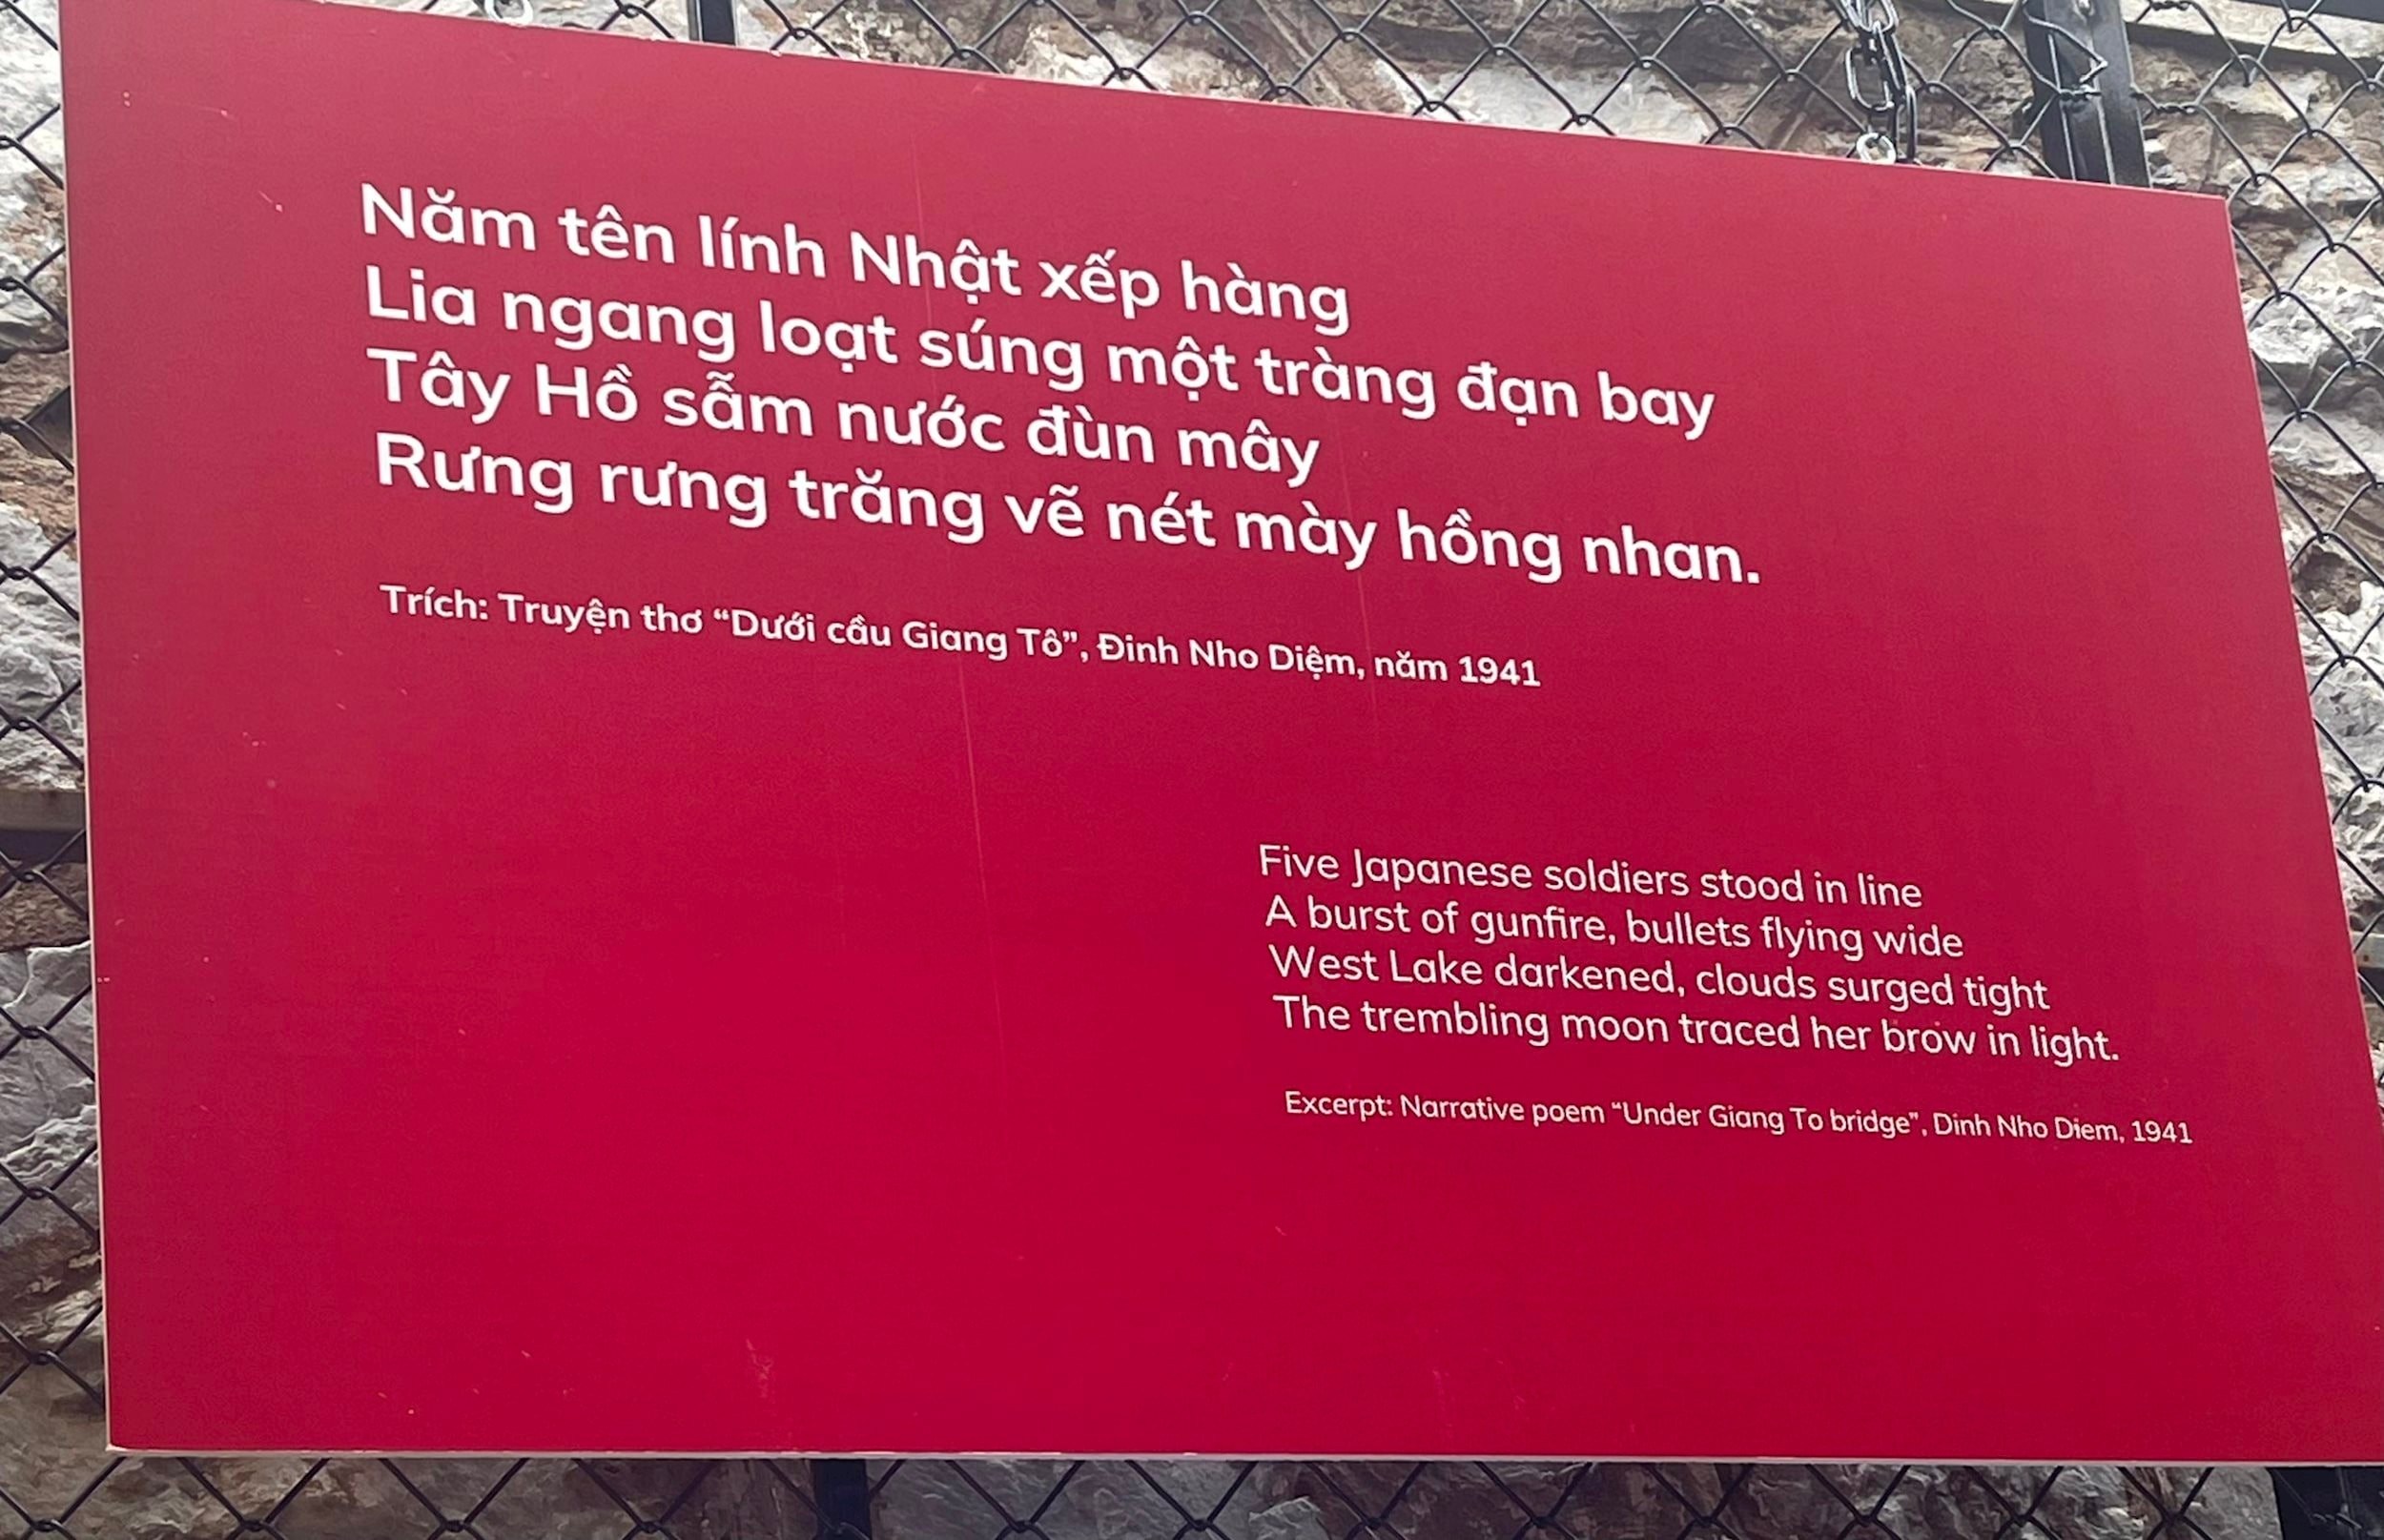 Năm tên lính Nhật xếp hàng
Lia ngang loạt súng một tràng đạn bay
Tây Hồ sẫm nước đùn mây
Rưng rưng trăng vẽ nét mày hồng nhan.
Trích: Truyện thơ “Dưới cầu Giang Tô”, Đinh Nho Diệm, năm 1941
Five Japanese soldiers stood in line
A burst of gunfire, bullets flying wide
West Lake darkened, clouds surged tight
The trembling moon traced her brow in light.
Excerpt: Narrative poem “Under Giang To bridge”, Dinh Nho Diem, 1941